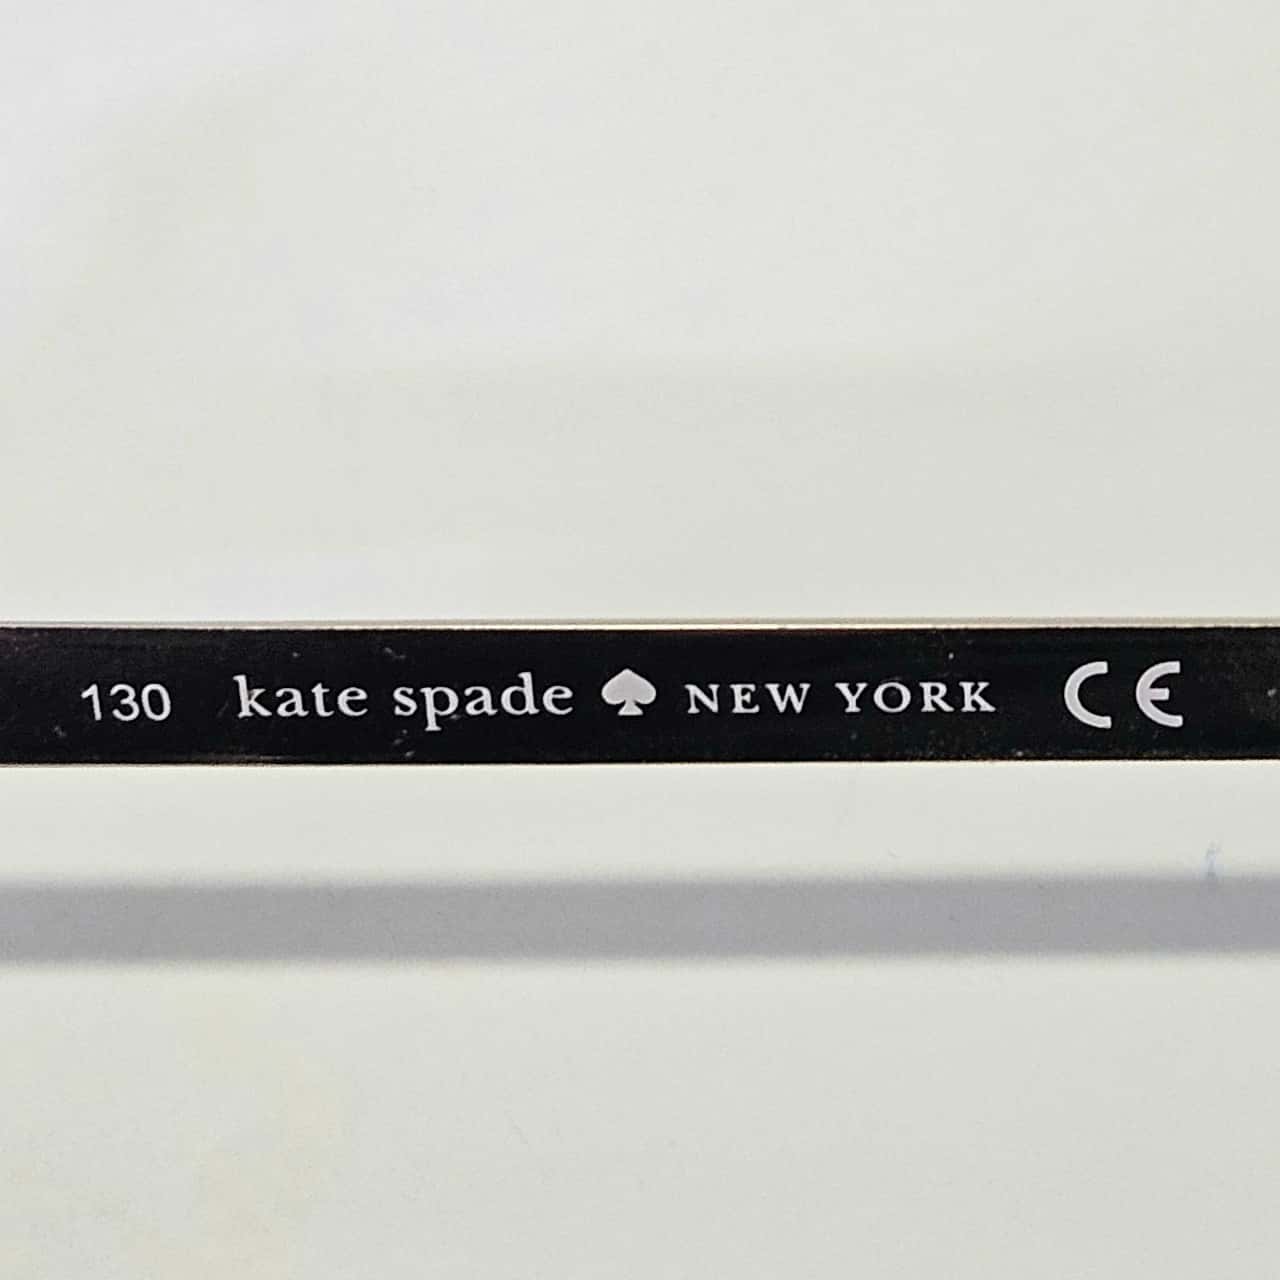 130 kate spade ♠ NEW YORK CE